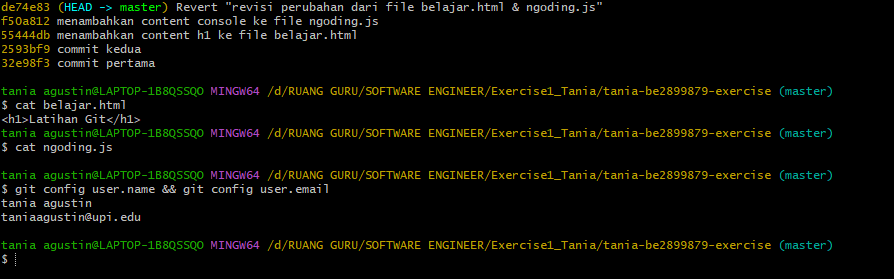 de74e83 (HEAD -> master) Revert "revisi perubahan dari file belajar.html & ngoding.js"
f50a812 menambahkan content console ke file ngoding.js
55444db menambahkan content h1 ke file belajar.html
2593bf9 commit kedua
32e98f3 commit pertama
tania agustin@LAPTOP-1B8QSSQO MINGW64 /d/RUANG GURU/SOFTWARE ENGINEER/Exercise1_Tania/tania-be2899879-exercise (master)
$ cat belajar.html
<h1>Latihan Git</h1>
tania agustin@LAPTOP-1B8QSSQO MINGW64 /d/RUANG GURU/SOFTWARE ENGINEER/Exercise1_Tania/tania-be2899879-exercise (master)
$ cat ngoding.js
tania agustin@LAPTOP-1B8QSSQO MINGW64 /d/RUANG GURU/SOFTWARE ENGINEER/Exercise1_Tania/tania-be2899879-exercise (master)
$ git config user.name && git config user.email
tania agustin
taniaagustin@upi.edu
tania agustin@LAPTOP-1B8QSSQO MINGW64 /d/RUANG GURU/SOFTWARE ENGINEER/Exercise1_Tania/tania-be2899879-exercise (master)
$